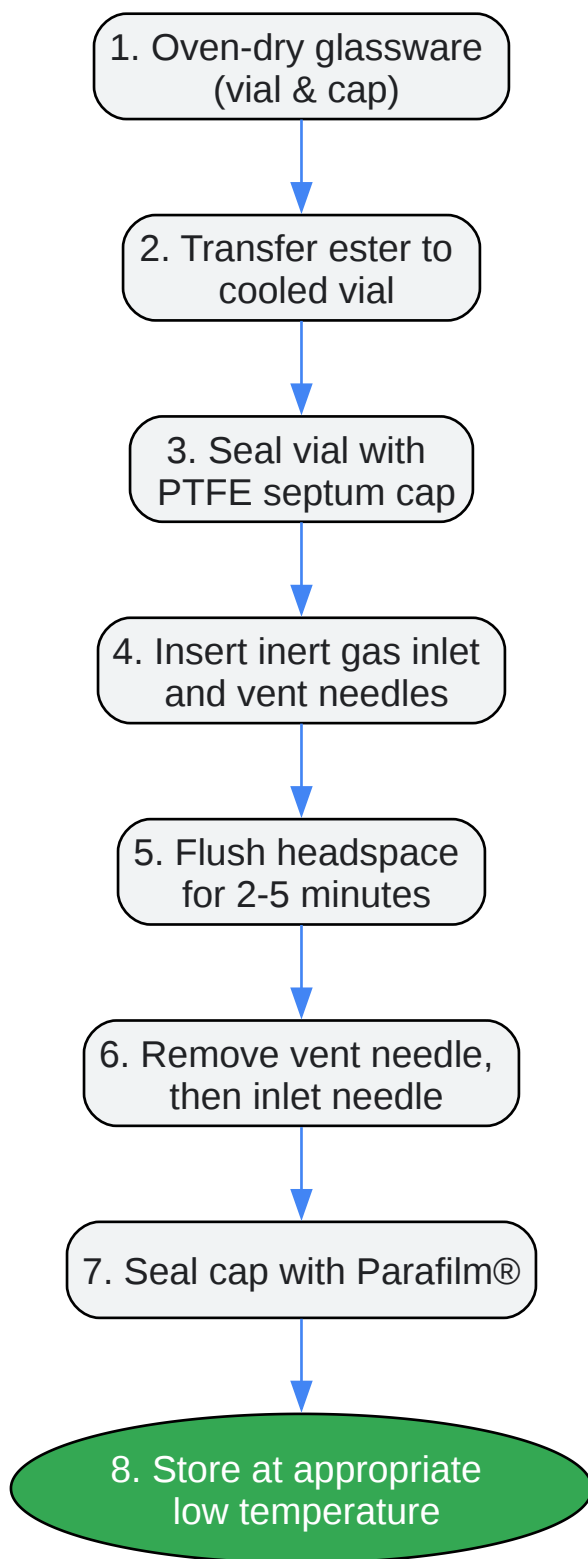 1. Oven-dry glassware
(vial & cap)
2. Transfer ester to
cooled vial
3. Seal vial with
PTFE septum cap
4. Insert inert gas inlet
and vent needles
5. Flush headspace
for 2-5 minutes
6. Remove vent needle,
then inlet needle
7. Seal cap with Parafilm®
8. Store at appropriate
low temperature